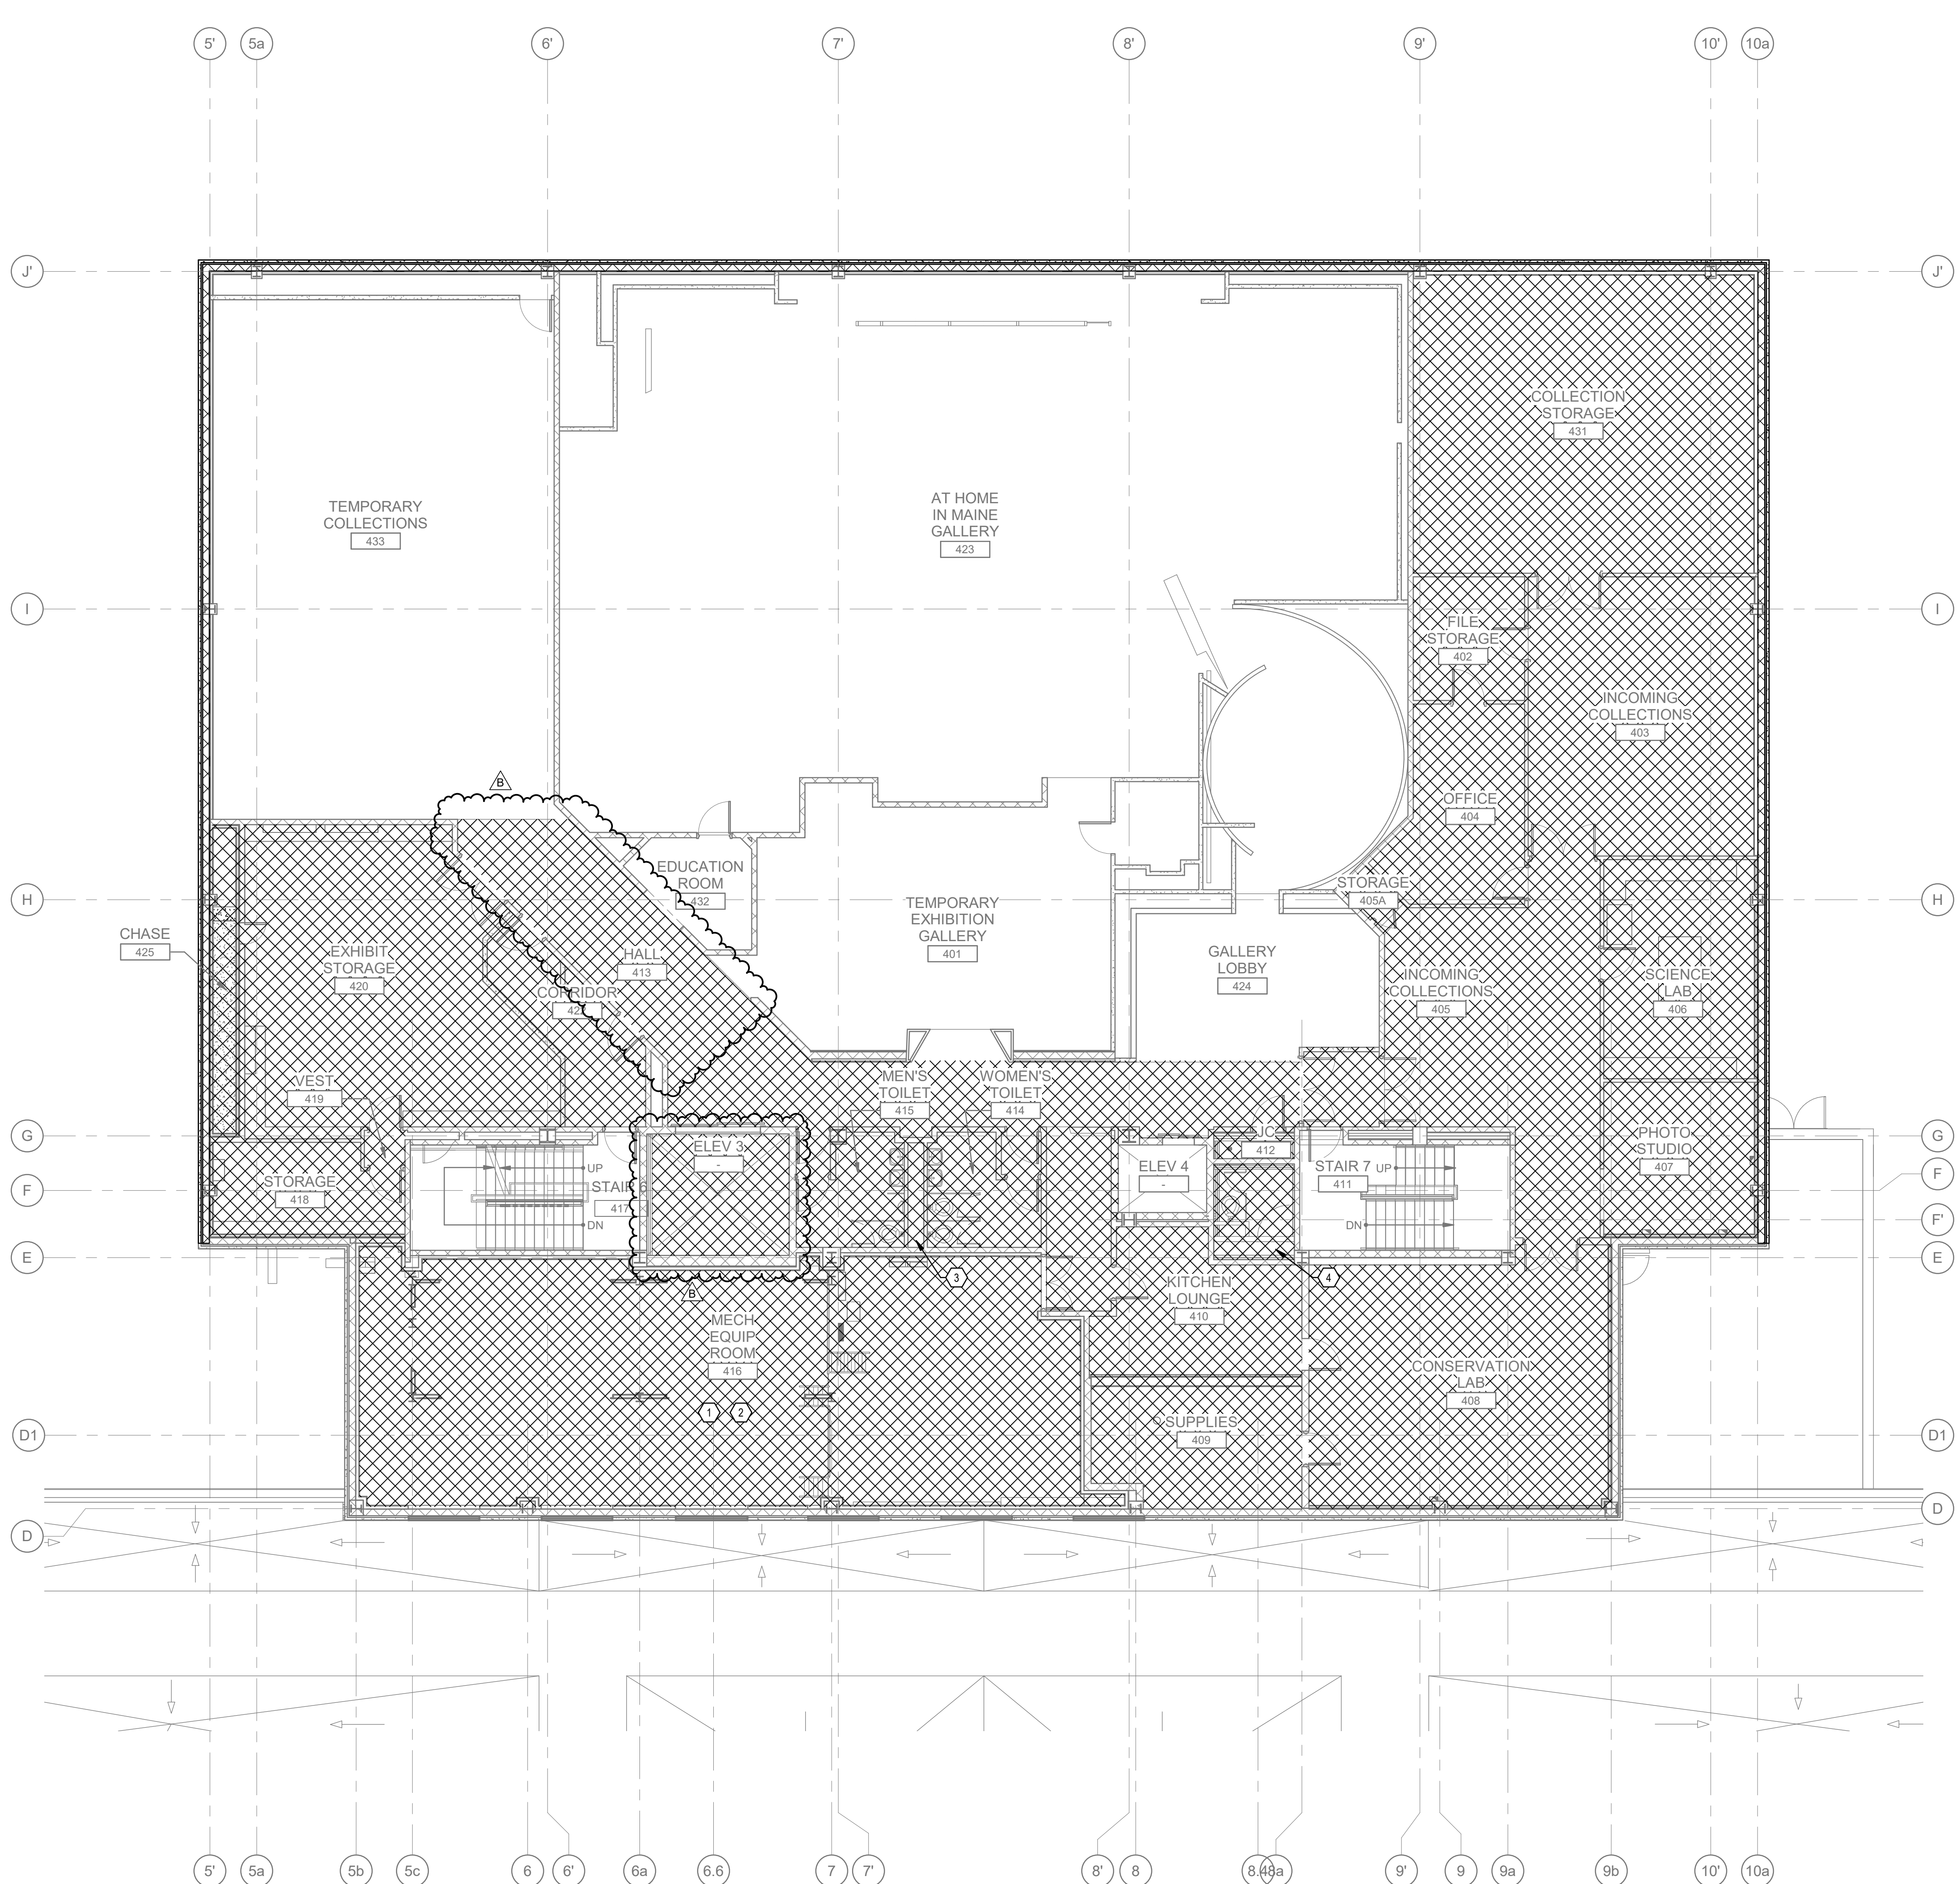 5'
5a
6'
7'
8'
9'
10'
10a
J'
J'
COLLECTION
STORAGE
431
TEMPORARY
COLLECTIONS
433
AT HOME
IN MAINE
GALLERY
423
I
I
FILE
STORAGE
402
INCOMING
COLLECTIONS
403
B
OFFICE
404
EDUCATION
ROOM
432
STORAGE
405A
H
H
TEMPORARY
EXHIBITION
GALLERY
401
CHASE
425
EXHIBIT
STORAGE
420
HALL
413
CORRIDOR
GALLERY
LOBBY
424
INCOMING
COLLECTIONS
405
SCIENCE
LAB
406
VEST
419
MEN'S
TOILET
415
WOMEN'S
TOILET
414
G
G
ELEV 3
-
JC
412
PHOTO
STUDIO
407
UP
ELEV 4
-
STAIR 7
411
UP
F
F
STORAGE
418
STAIR
417
DN
DN
F'
E
E
3
4
B
KITCHEN
LOUNGE
410
MECH
EQUIP
ROOM
416
CONSERVATION
LAB
408
1
2
SUPPLIES
409
D1
D1
D
D
5'
5a
5b
5c
6
6'
6a
6.6
7
7'
8'
8
8.4
8a
9'
9
9a
9b
10'
10a